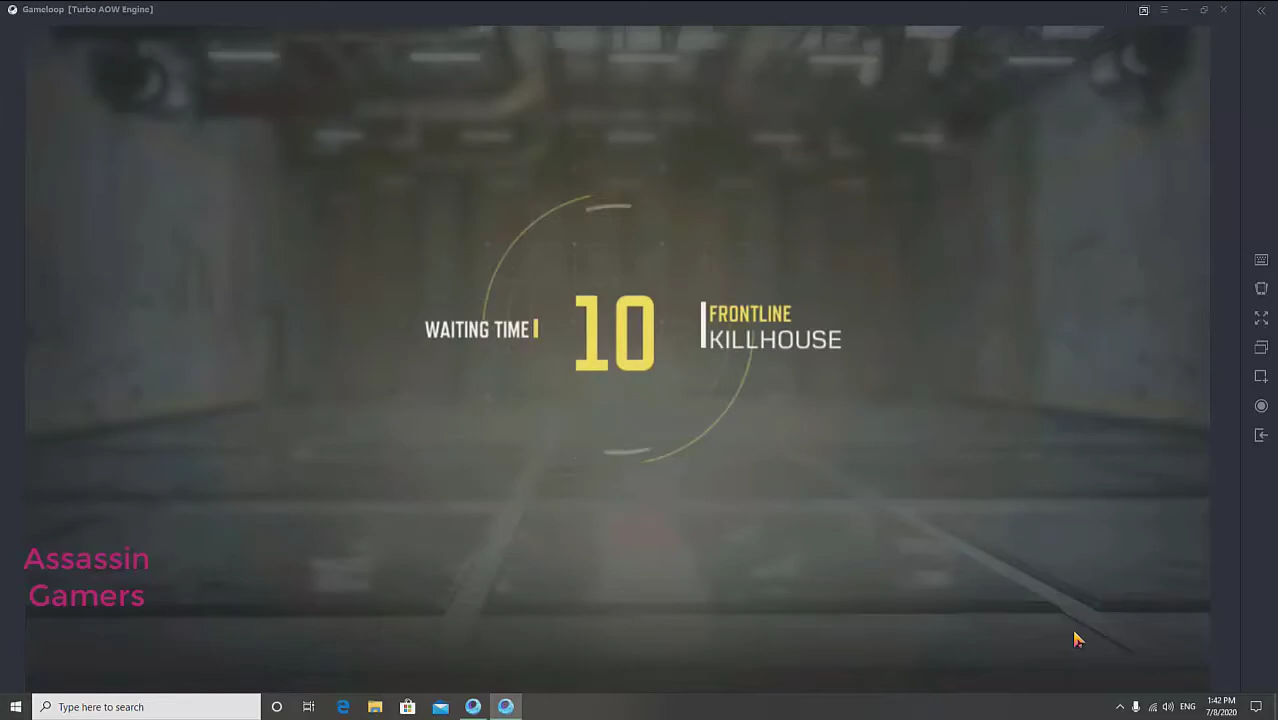 Gameloop [Turbo AOW Engine]
WAITING TIME
10
FRONTLINE
KILLHOUSE
Assassin
Gamers
Type here to search
ENG
1:42 PM
7/8/2020